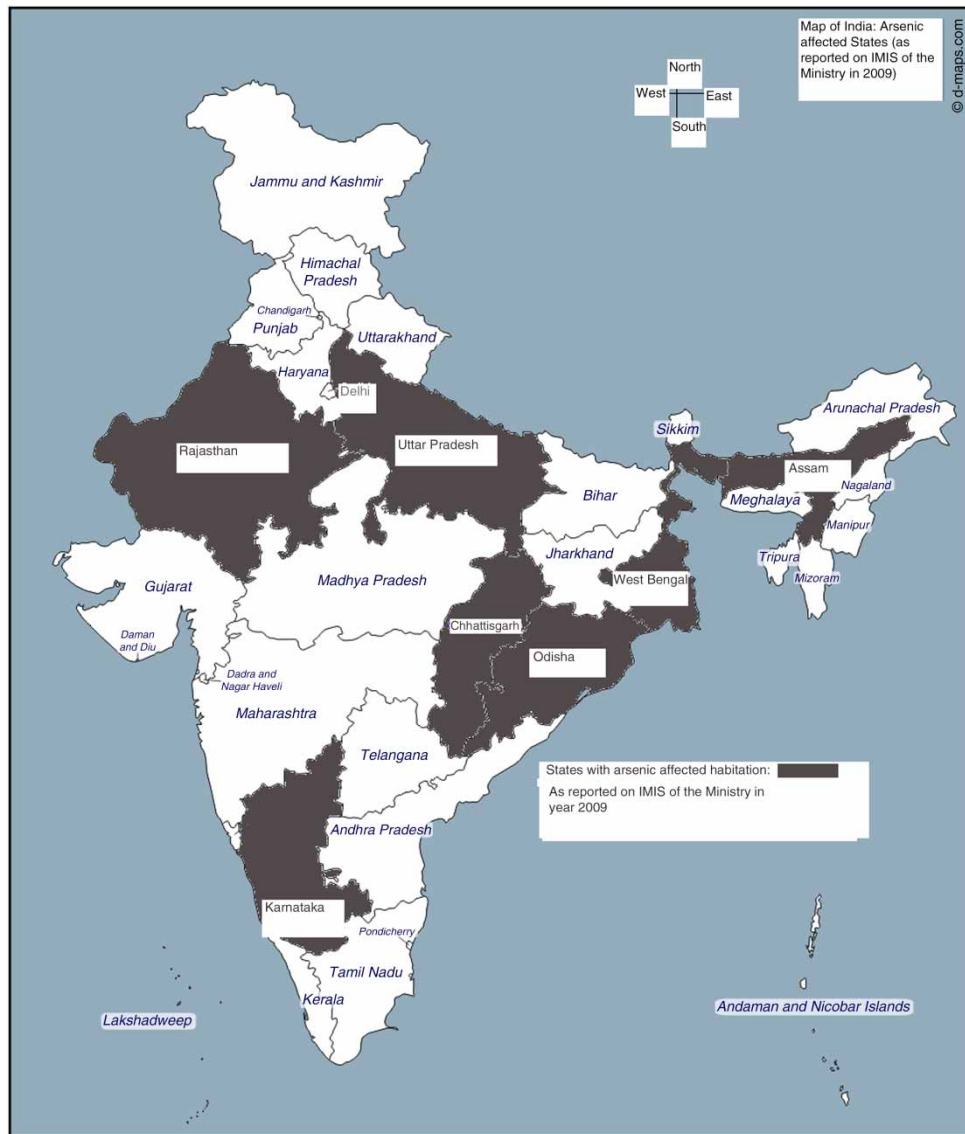 Map of India: Arsenic
affected States (as
reported on IMIS of the
Ministry in 2009)
© d-maps.com
North
West
East
South
Jammu and Kashmir
Himachal
Pradesh
Chandigarh
Punjab
Uttarakhand
Haryana
Delhi
Arunachal Pradesh
Sikkim
Rajasthan
Uttar Pradesh
Assam
Nagaland
Bihar
Meghalaya
Manipur
Jharkhand
Tripura
Mizoram
Gujarat
Madhya Pradesh
West Bengal
Chhattisgarh
Daman
and Diu
Odisha
Dadra and
Nagar Haveli
Maharashtra
Telangana
States with arsenic affected habitation:
As reported on IMIS of the Ministry in
year 2009
Andhra Pradesh
Karnataka
Pondicherry
Tamil Nadu
Kerala
Lakshadweep
Andaman and Nicobar Islands